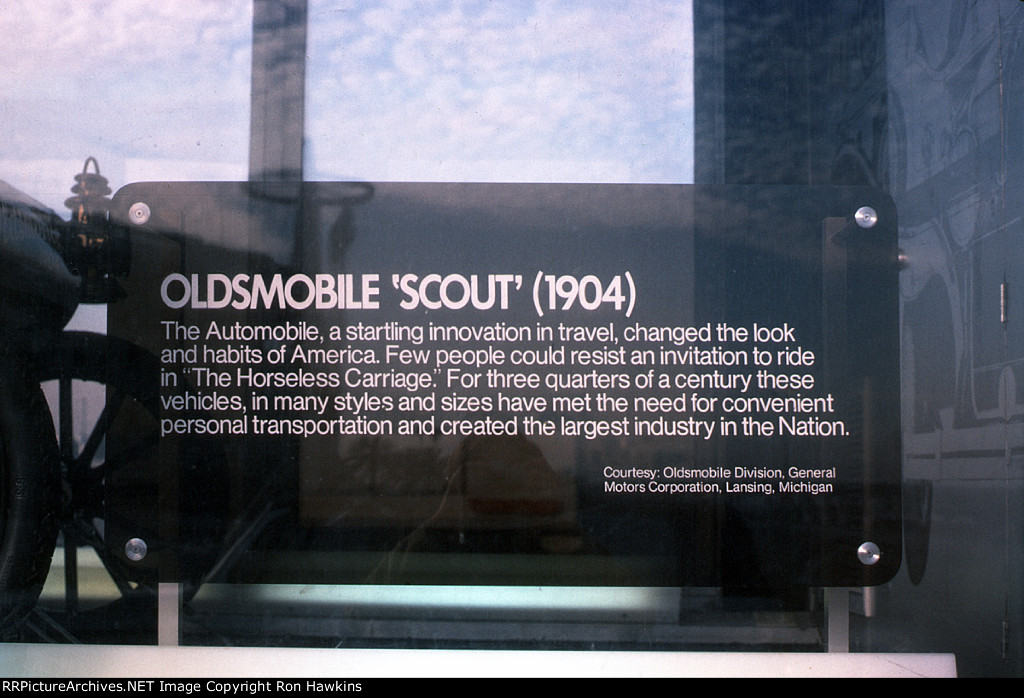 OLDSMOBILE 'SCOUT' (1904)
The Automobile, a startling innovation in travel, changed the look
and habits of America. Few people could resist an invitation to ride
in "The Horseless Carriage." For three quarters of a century these
vehicles, in many styles and sizes have met the need for convenient
personal transportation and created the largest industry in the Nation.
Courtesy: Oldsmobile Division, General
Motors Corporation, Lansing, Michigan
RRPictureArchives.NET Image Copyright Ron Hawkins